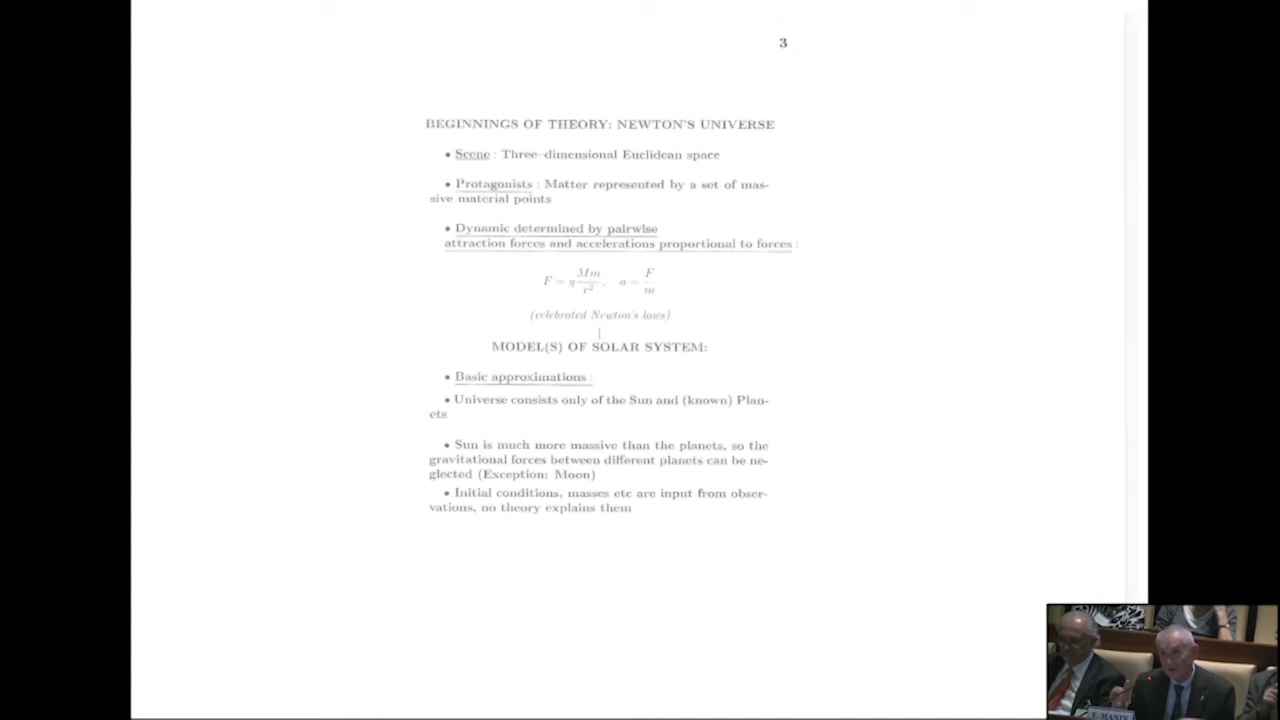 3
BEGINNINGS OF THEORY: NEWTON'S UNIVERSE
• Scene : Three–dimensional Euclidean space
• Protagonists : Matter represented by a set of mas-
sive material points
• Dynamic determined by pairwise
attraction forces and accelerations proportional to forces :
F = g Mm/r², a = F/m
(celebrated Newton's laws)
MODEL(S) OF SOLAR SYSTEM:
• Basic approximations :
• Universe consists only of the Sun and (known) Plan-
ets
• Sun is much more massive than the planets, so the
gravitational forces between different planets can be ne-
glected (Exception: Moon)
• Initial conditions, masses etc are input from obser-
vations, no theory explains them
Y. MANIN